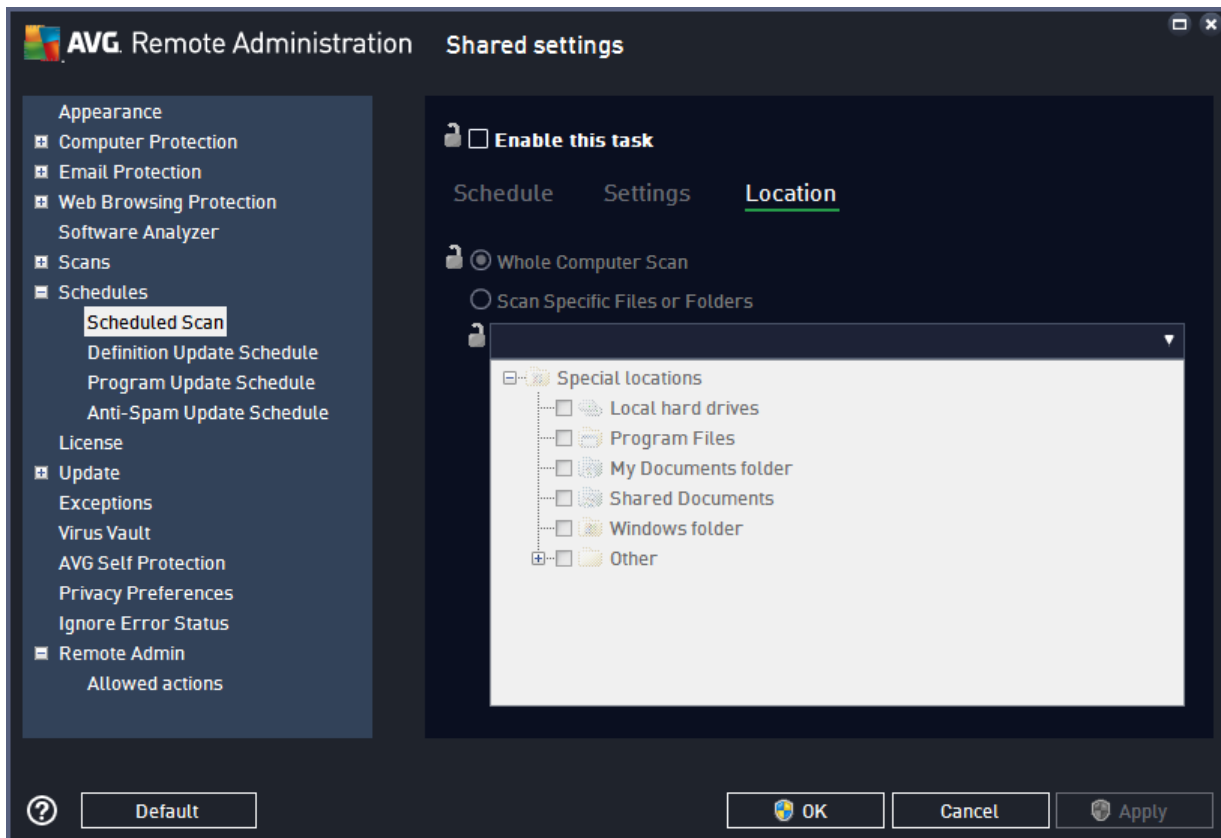 AVG. Remote Administration
Shared settings
Appearance
Computer Protection
Email Protection
Web Browsing Protection
Software Analyzer
Scans
Schedules
Scheduled Scan
Definition Update Schedule
Program Update Schedule
Anti-Spam Update Schedule
License
Update
Exceptions
Virus Vault
AVG Self Protection
Privacy Preferences
Ignore Error Status
Remote Admin
Allowed actions
Enable this task
Schedule Settings Location
Whole Computer Scan
Scan Specific Files or Folders
Special locations
Local hard drives
Program Files
My Documents folder
Shared Documents
Windows folder
Other
Default OK Cancel Apply